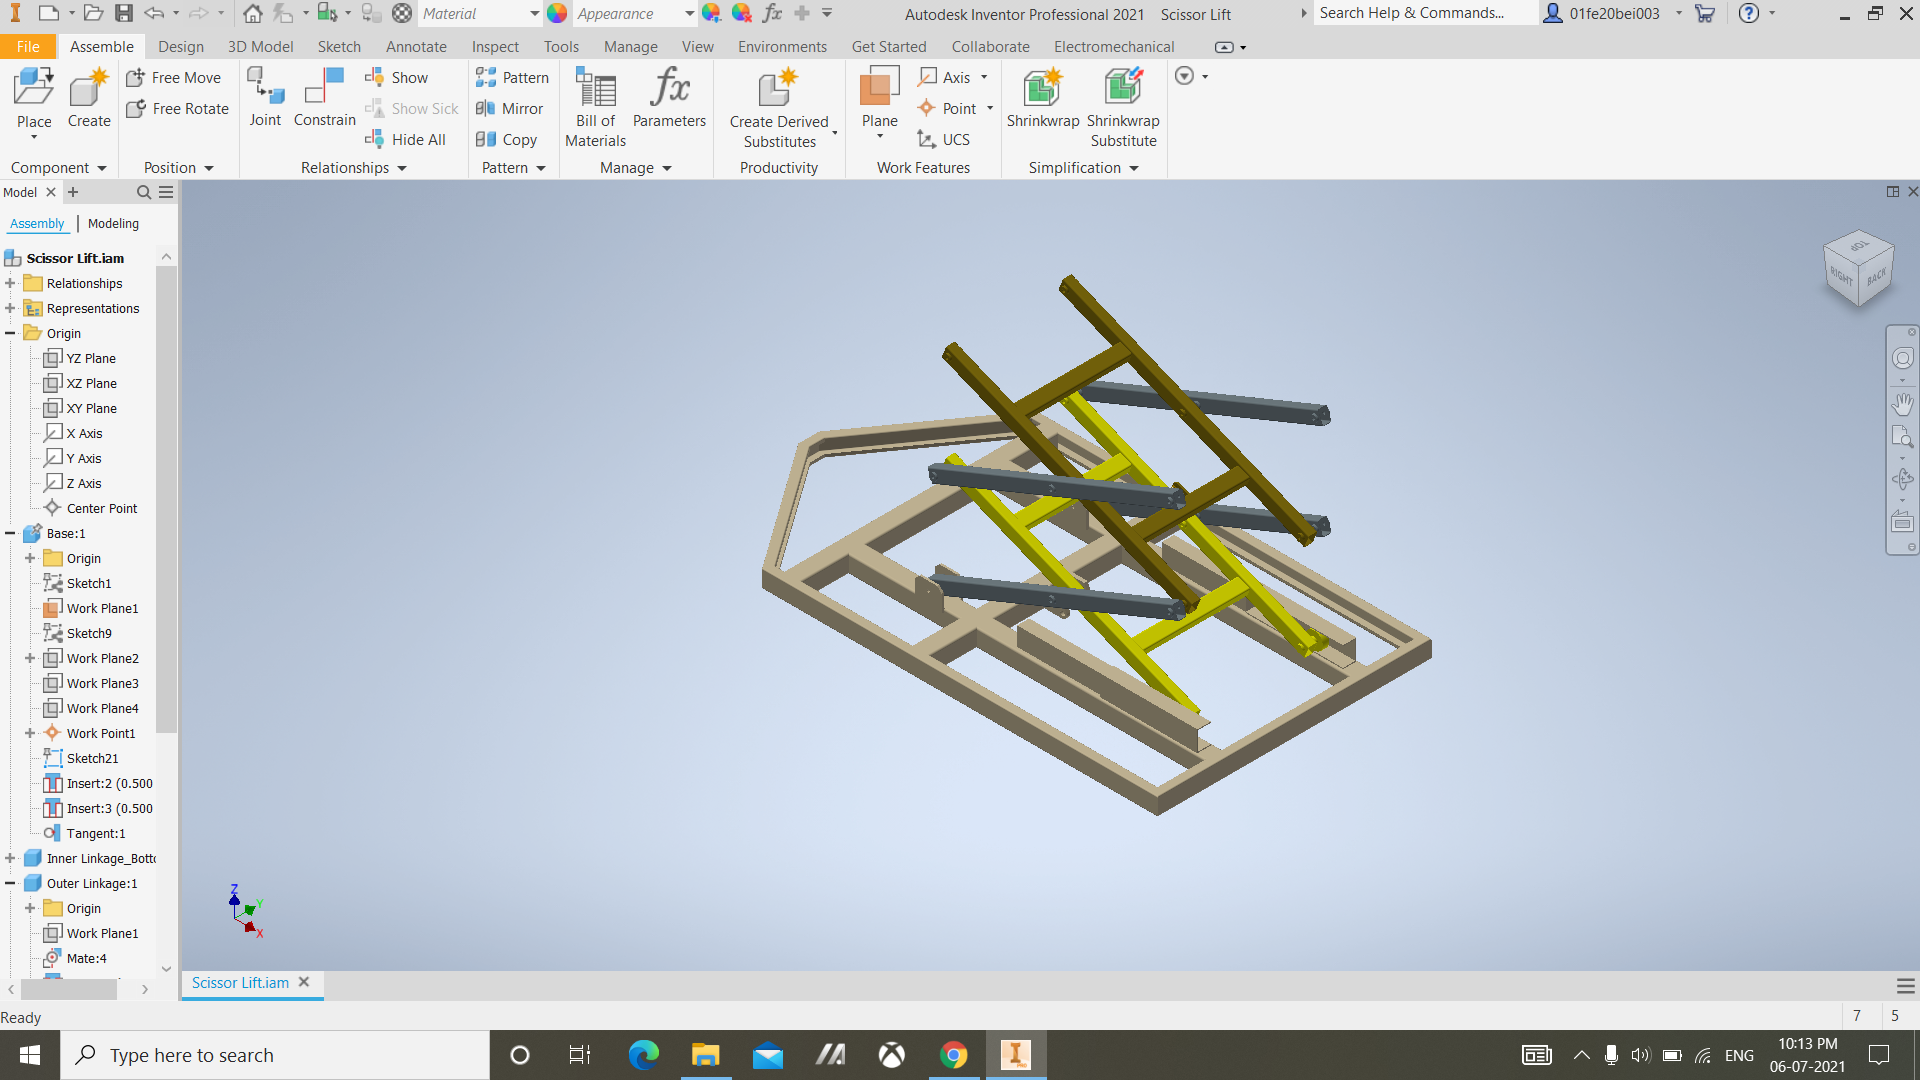 Material
Appearance
fx
Autodesk Inventor Professional 2021 Scissor Lift
Search Help & Commands...
01fe20bei003
File Assemble Design 3D Model Sketch Annotate Inspect Tools Manage View Environments Get Started Collaborate Electromechanical
Place
Create
Component
Free Move
Free Rotate
Position
Joint
Constrain
Show
Show Sick
Hide All
Relationships
Pattern
Mirror
Copy
Pattern
Bill of
Materials
fx
Parameters
Manage
Create Derived
Substitutes
Productivity
Plane
Axis
Point
UCS
Work Features
Shrinkwrap
Shrinkwrap
Substitute
Simplification
Model
Assembly | Modeling
Scissor Lift.iam
Relationships
Representations
Origin
YZ Plane
XZ Plane
XY Plane
X Axis
Y Axis
Z Axis
Center Point
Base:1
Origin
Sketch1
Work Plane1
Sketch9
Work Plane2
Work Plane3
Work Plane4
Work Point1
Sketch21
Insert:2 (0.500
Insert:3 (0.500
Tangent:1
Inner Linkage_Botto
Outer Linkage:1
Origin
Work Plane1
Mate:4
TOP
RIGHT
BACK
Z
Y
X
Scissor Lift.iam
Ready
7 5
Type here to search
I
PRO
ENG
10:13 PM
06-07-2021